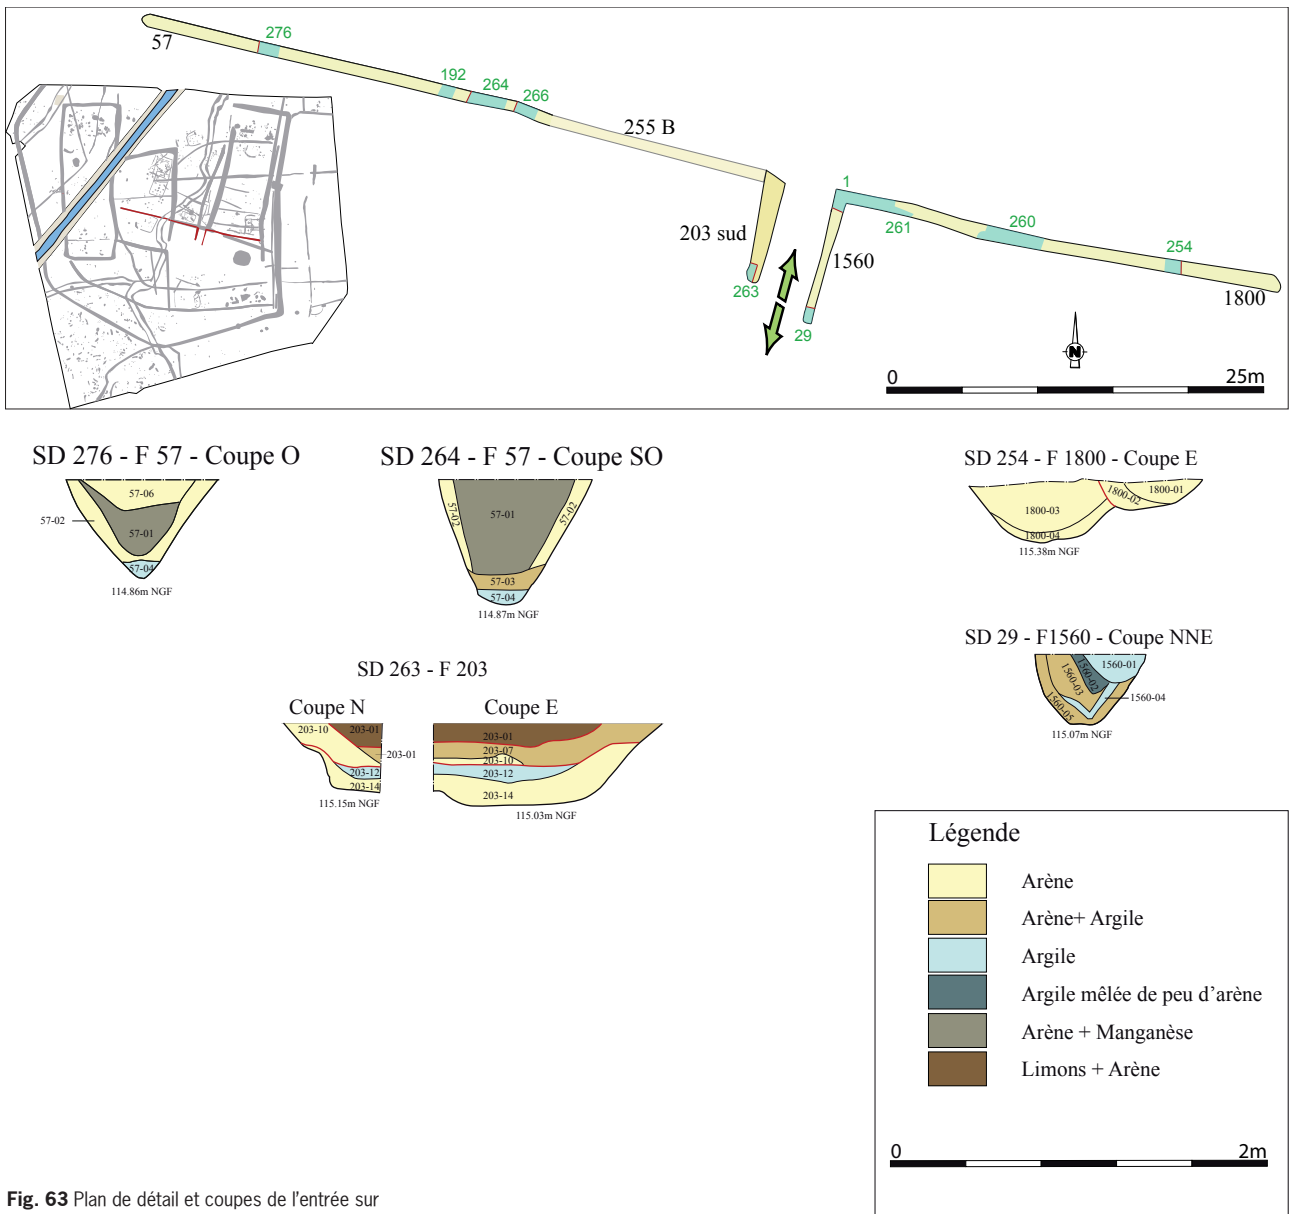 57
276
192
264
266
255 B
203 sud
263
1
261
260
254
1560
29
1800
N
0 25m
SD 276 - F 57 - Coupe O
57-06
57-02
57-01
57-04
114.86m NGF
SD 264 - F 57 - Coupe SO
57-02
57-01
57-02
57-03
57-04
114.87m NGF
SD 254 - F 1800 - Coupe E
1800-01
1800-02
1800-03
1800-04
115.38m NGF
SD 29 - F1560 - Coupe NNE
1560-01
1560-02
1560-03
1560-04
1560-05
115.07m NGF
SD 263 - F 203
Coupe N
203-10
203-01
203-01
203-12
203-14
115.15m NGF
Coupe E
203-01
203-07
203-10
203-12
203-14
115.03m NGF
Légende
Arène
Arène+ Argile
Argile
Argile mêlée de peu d’arène
Arène + Manganèse
Limons + Arène
0 2m
Fig. 63 Plan de détail et coupes de l’entrée sur